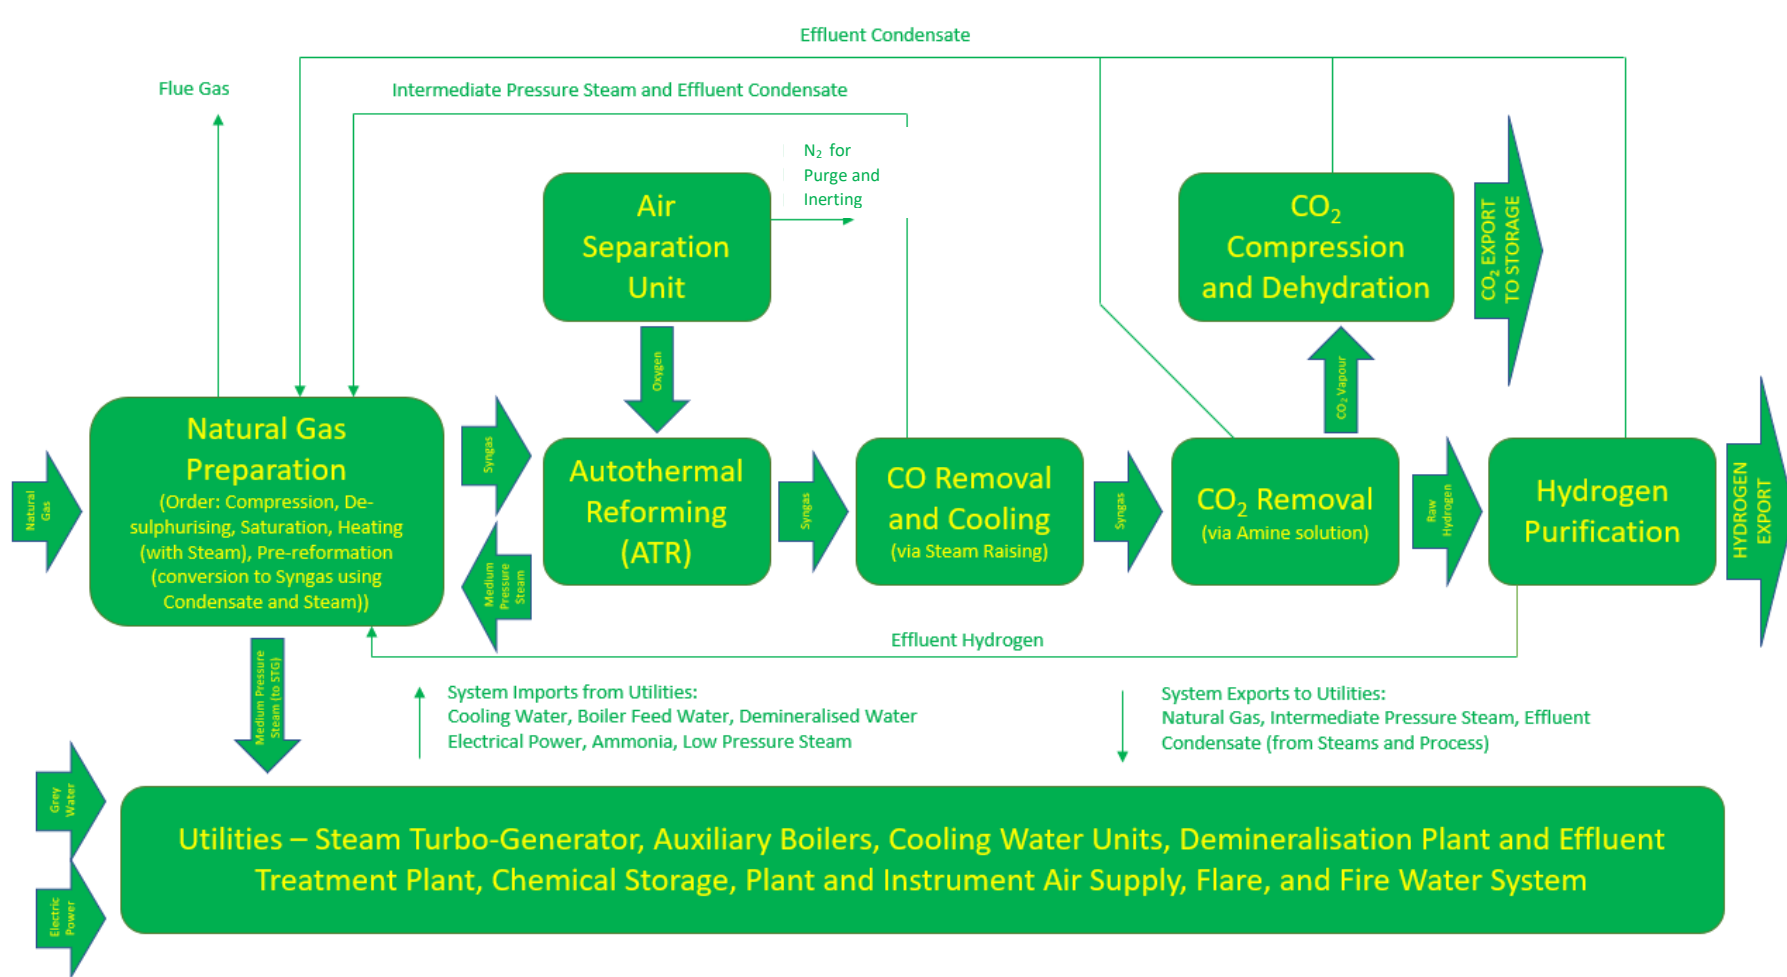 Effluent Condensate
Flue Gas
Intermediate Pressure Steam and Effluent Condensate
N₂ for
Purge and
Inerting
Air
Separation
Unit
CO₂
Compression
and Dehydration
CO₂ EXPORT
TO STORAGE
Oxygen
CO₂ Vapour
Natural
Gas
Natural Gas
Preparation
(Order: Compression, De-
sulphurising, Saturation, Heating
(with Steam), Pre-reformation
(conversion to Syngas using
Condensate and Steam))
Syngas
Medium
Pressure
Steam
Autothermal
Reforming
(ATR)
Syngas
CO Removal
and Cooling
(via Steam Raising)
Syngas
CO₂ Removal
(via Amine solution)
Raw
Hydrogen
Hydrogen
Purification
HYDROGEN
EXPORT
Effluent Hydrogen
Medium Pressure
Steam (to STG)
System Imports from Utilities:
Cooling Water, Boiler Feed Water, Demineralised Water
Electrical Power, Ammonia, Low Pressure Steam
System Exports to Utilities:
Natural Gas, Intermediate Pressure Steam, Effluent
Condensate (from Steams and Process)
Grey
Water
Electric
Power
Utilities – Steam Turbo-Generator, Auxiliary Boilers, Cooling Water Units, Demineralisation Plant and Effluent
Treatment Plant, Chemical Storage, Plant and Instrument Air Supply, Flare, and Fire Water System